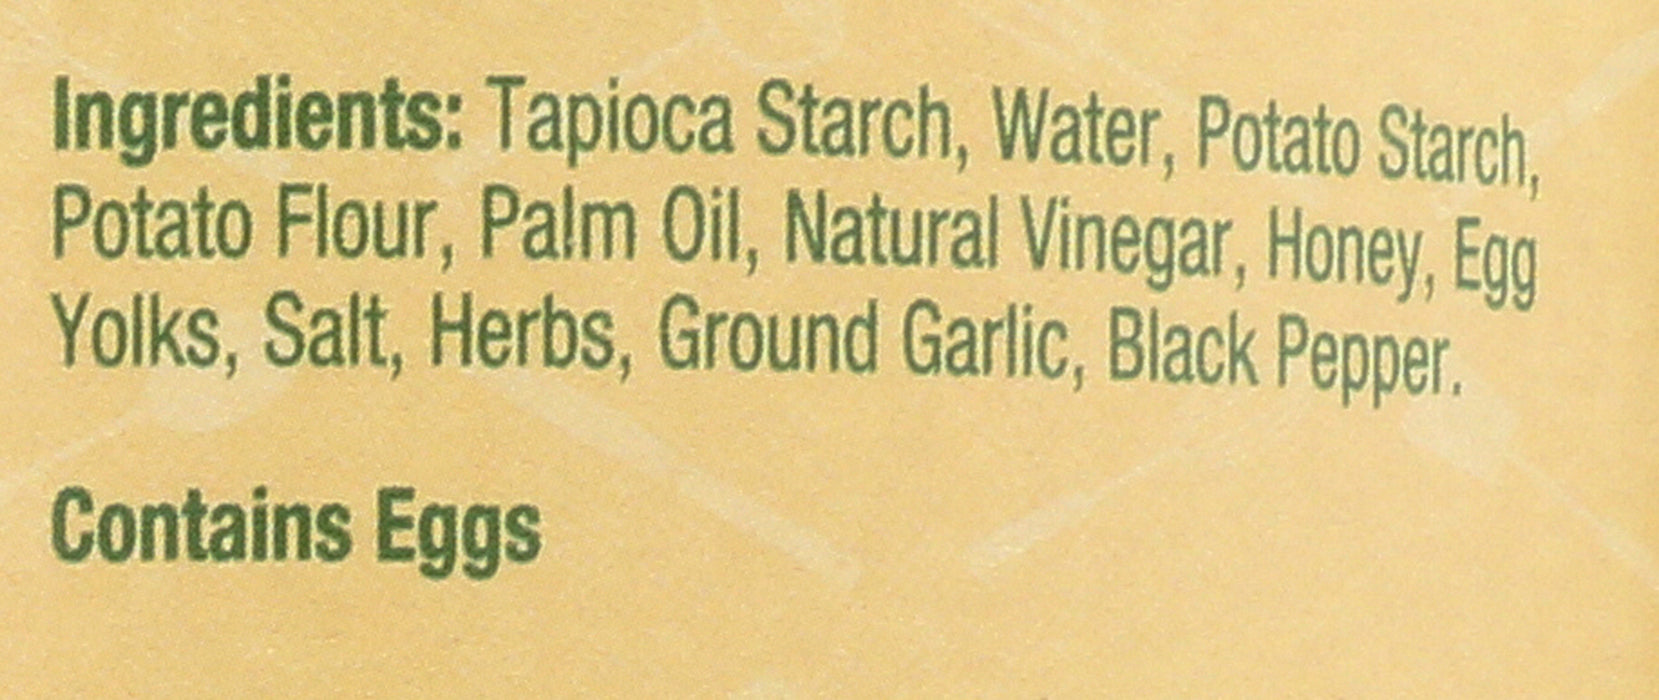 Ingredients: Tapioca Starch, Water, Potato Starch,
Potato Flour, Palm Oil, Natural Vinegar, Honey, Egg
Yolks, Salt, Herbs, Ground Garlic, Black Pepper.
Contains Eggs